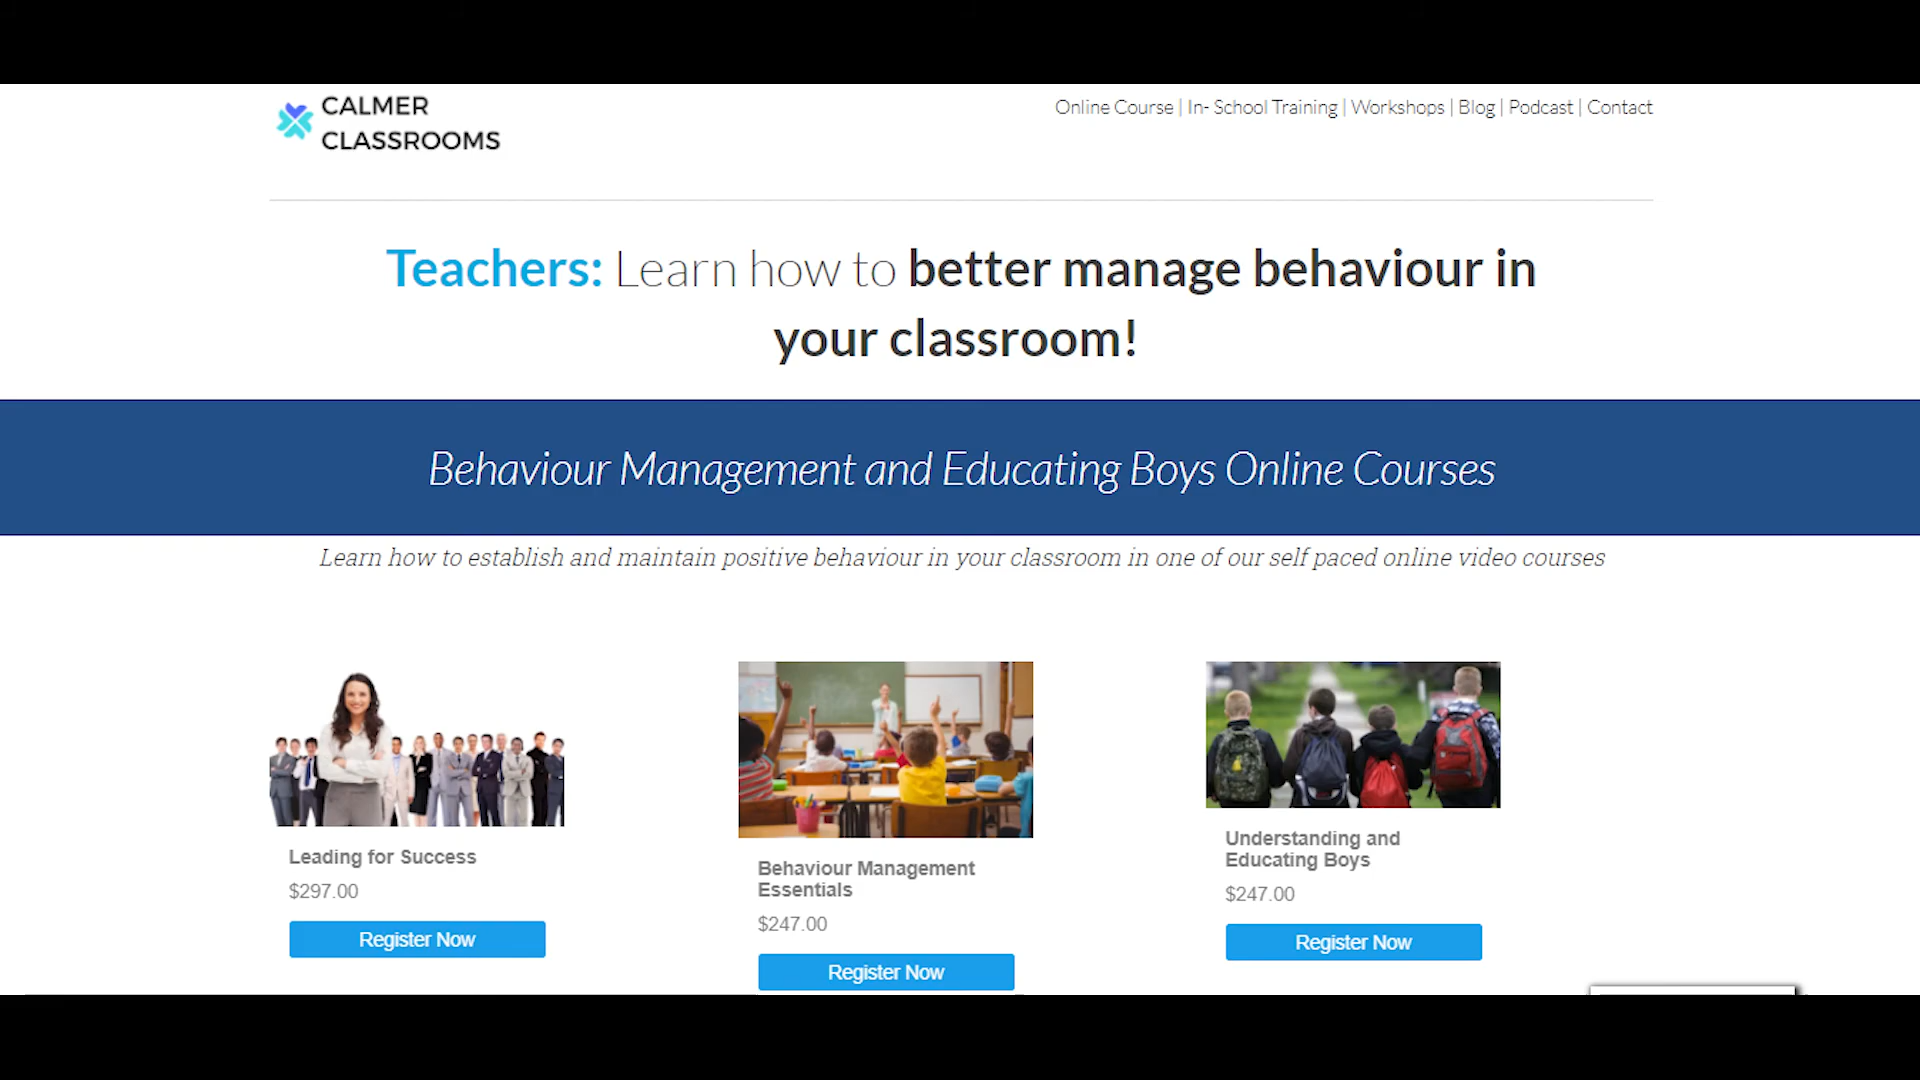 CALMER
CLASSROOMS
Online Course | In- School Training | Workshops | Blog | Podcast | Contact
Teachers: Learn how to better manage behaviour in
your classroom!
Behaviour Management and Educating Boys Online Courses
Learn how to establish and maintain positive behaviour in your classroom in one of our self paced online video courses
Leading for Success
$297.00
Register Now
Behaviour Management
Essentials
$247.00
Register Now
Understanding and
Educating Boys
$247.00
Register Now